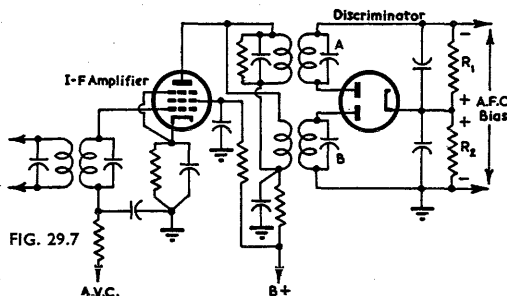 Discriminator
I-F Amplifier
A
B
−
R1
+
A.F.C.
+
Bias
R2
−
FIG. 29.7
A.V.C.
B+